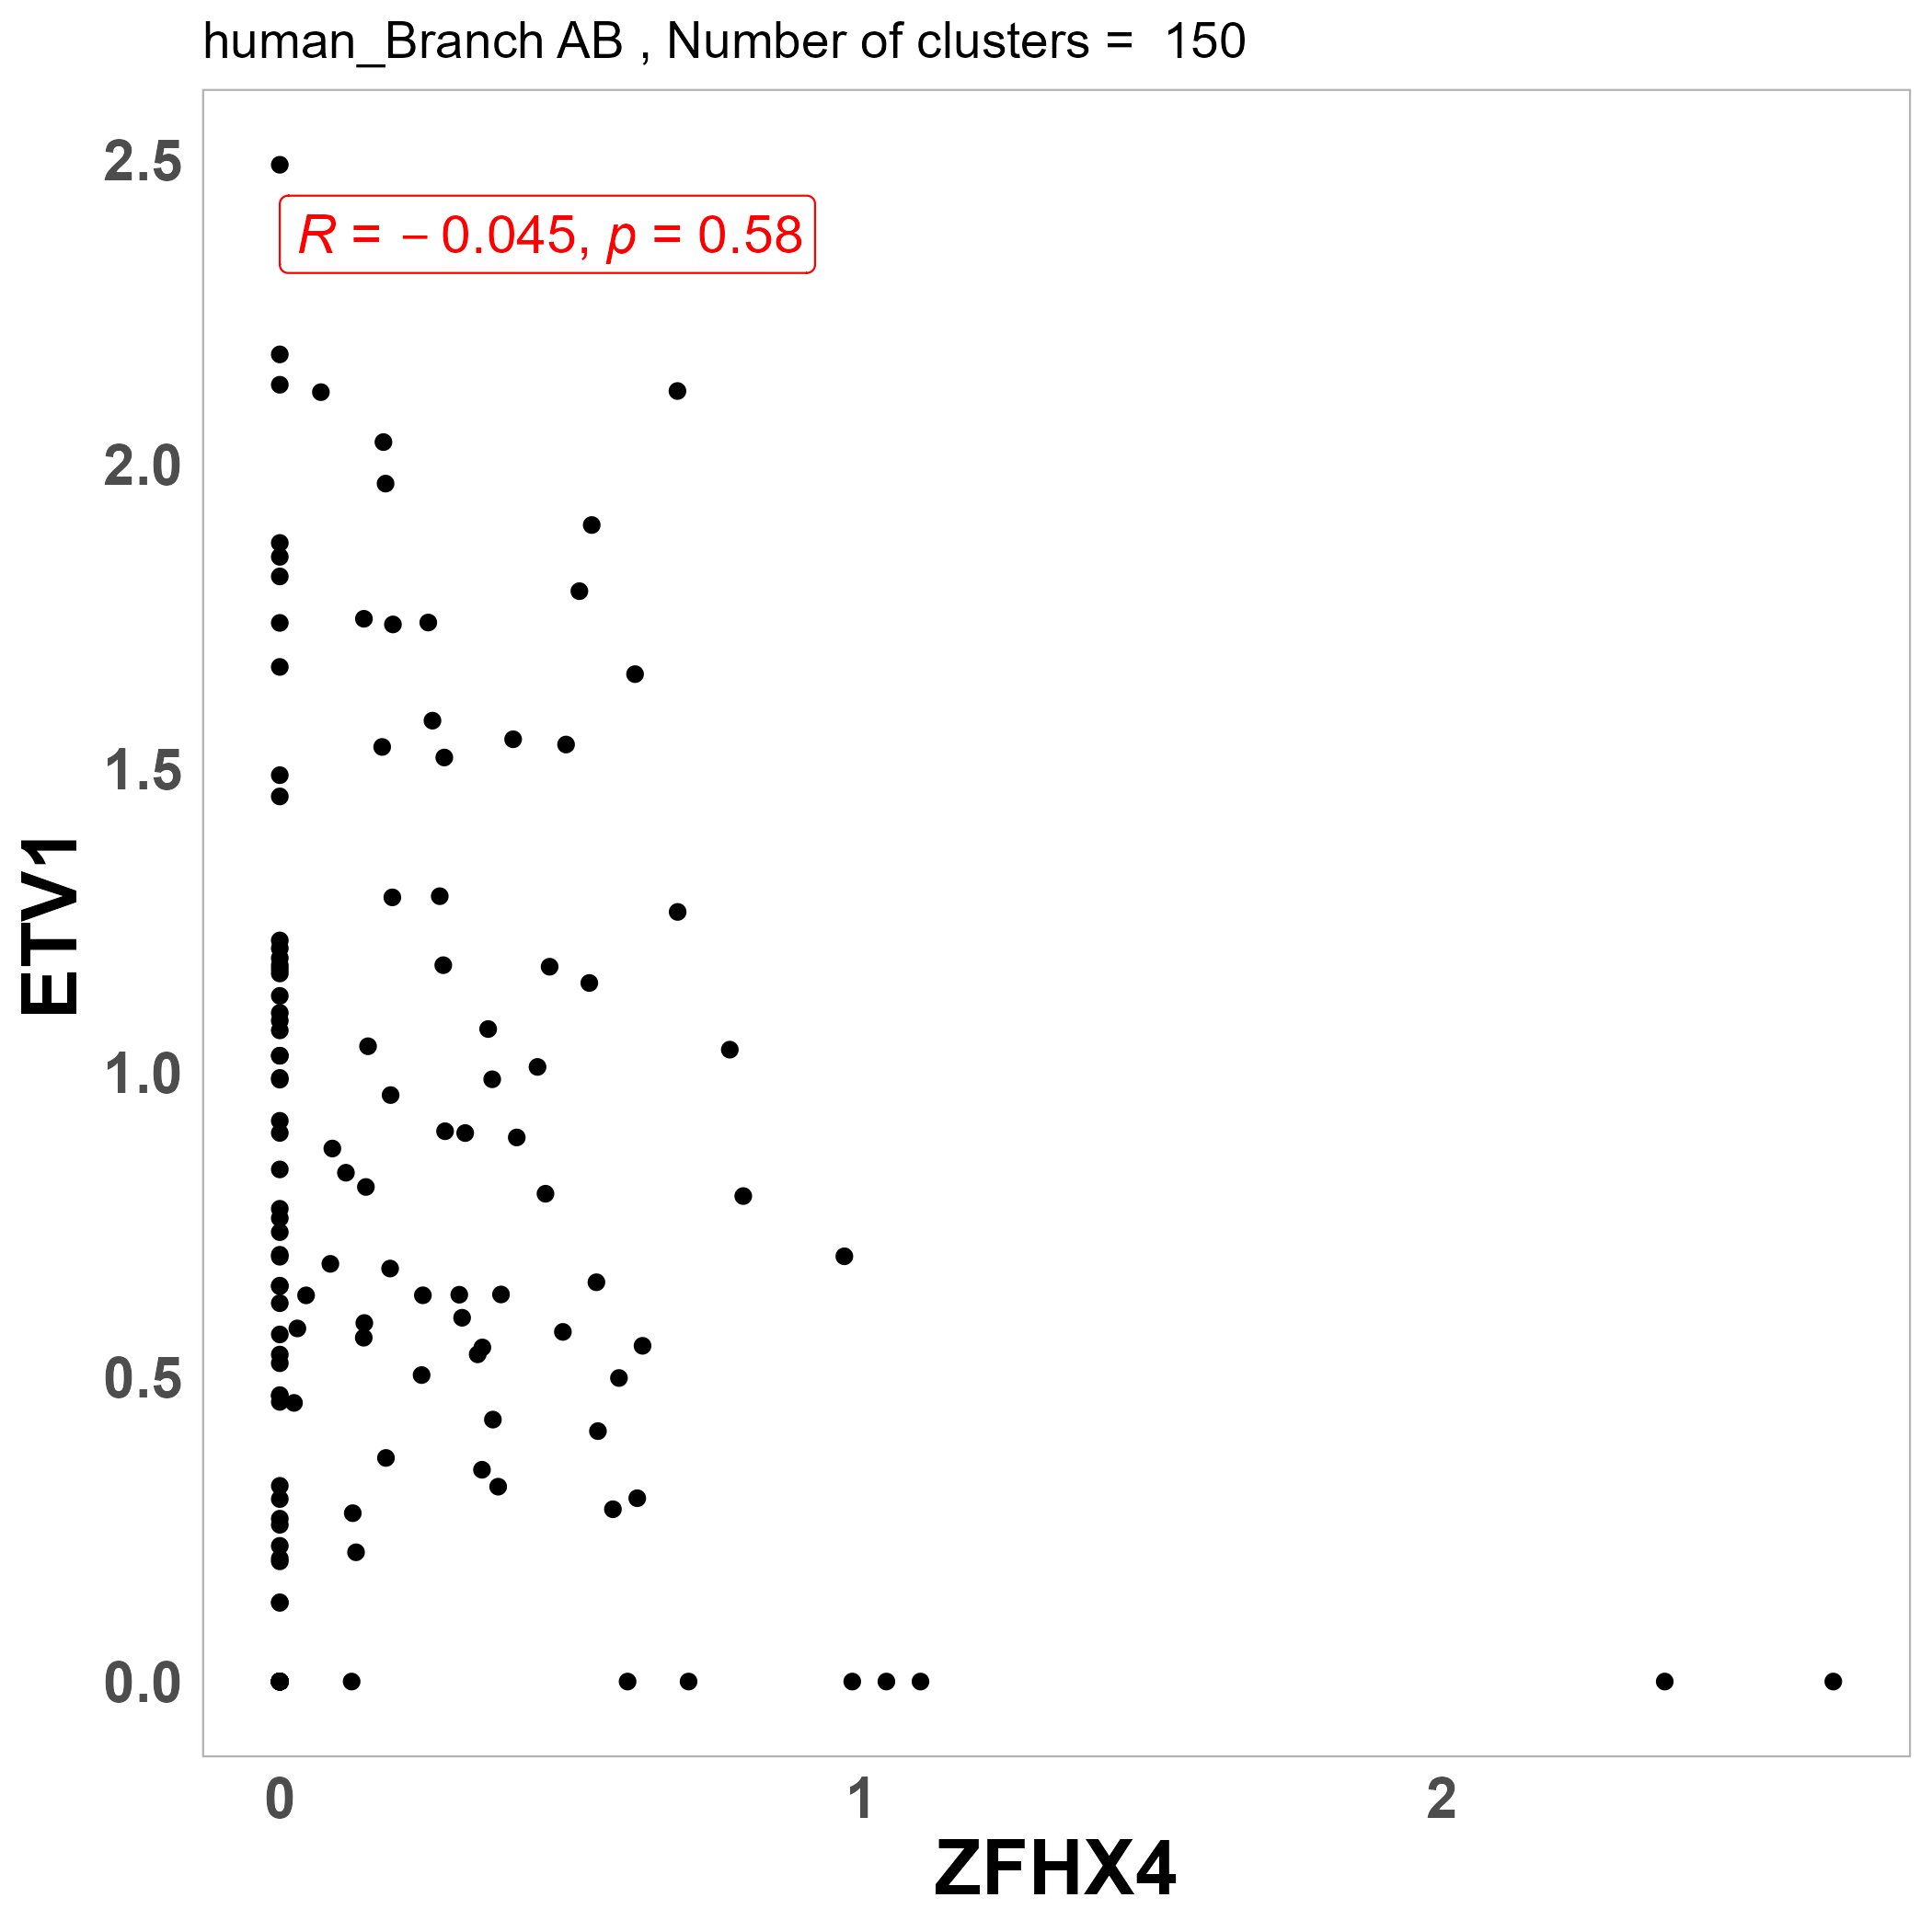 human_Branch AB , Number of clusters =  150
2.5
R = – 0.045, p = 0.58
2.0
1.5
ETV1
1.0
0.5
0.0
0 1 2
ZFHX4